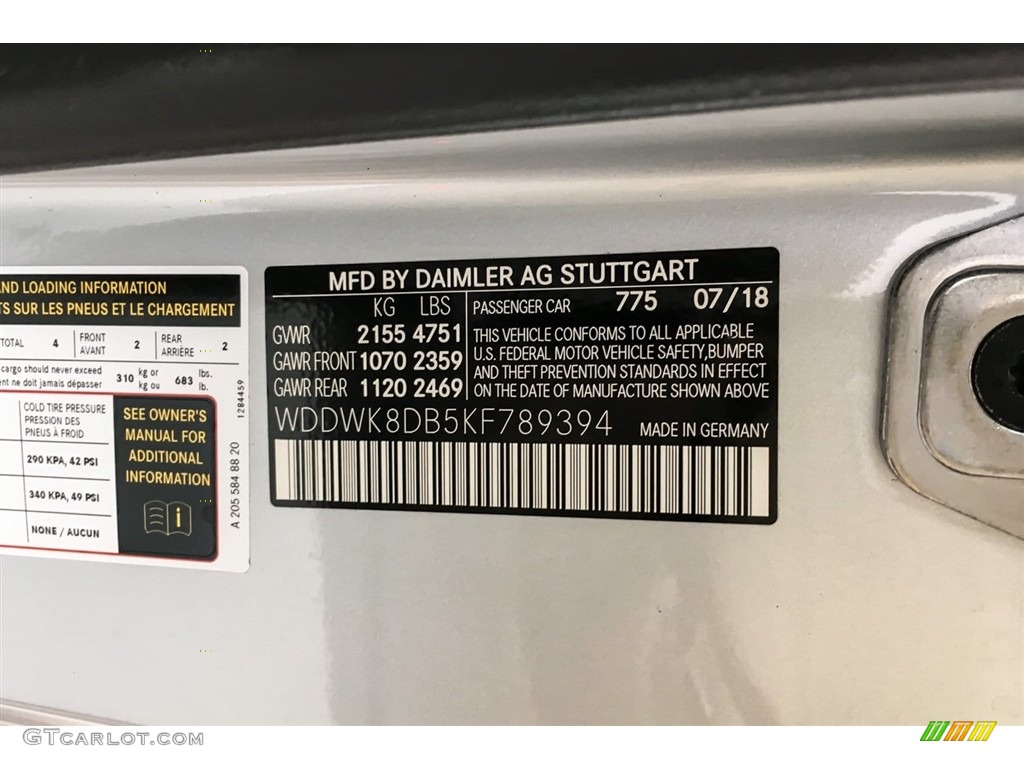 AND LOADING INFORMATION
TS SUR LES PNEUS ET LE CHARGEMENT
TOTAL 4 FRONT AVANT 2 REAR ARRIÈRE 2
cargo should never exceed 310 kg or 683 lbs.
ent ne doit jamais dépasser kg ou lb.
COLD TIRE PRESSURE
PRESSION DES
PNEUS À FROID
290 KPA, 42 PSI
340 KPA, 49 PSI
NONE / AUCUN
SEE OWNER'S
MANUAL FOR
ADDITIONAL
INFORMATION
i
1284459
A 205 584 88 20
MFD BY DAIMLER AG STUTTGART
KG LBS
GWWR 2155 4751
GAWR FRONT 1070 2359
GAWR REAR 1120 2469
PASSENGER CAR 775 07/18
THIS VEHICLE CONFORMS TO ALL APPLICABLE
U.S. FEDERAL MOTOR VEHICLE SAFETY,BUMPER
AND THEFT PREVENTION STANDARDS IN EFFECT
ON THE DATE OF MANUFACTURE SHOWN ABOVE
WDDWK8DB5KF789394 MADE IN GERMANY
GTCarlot.com